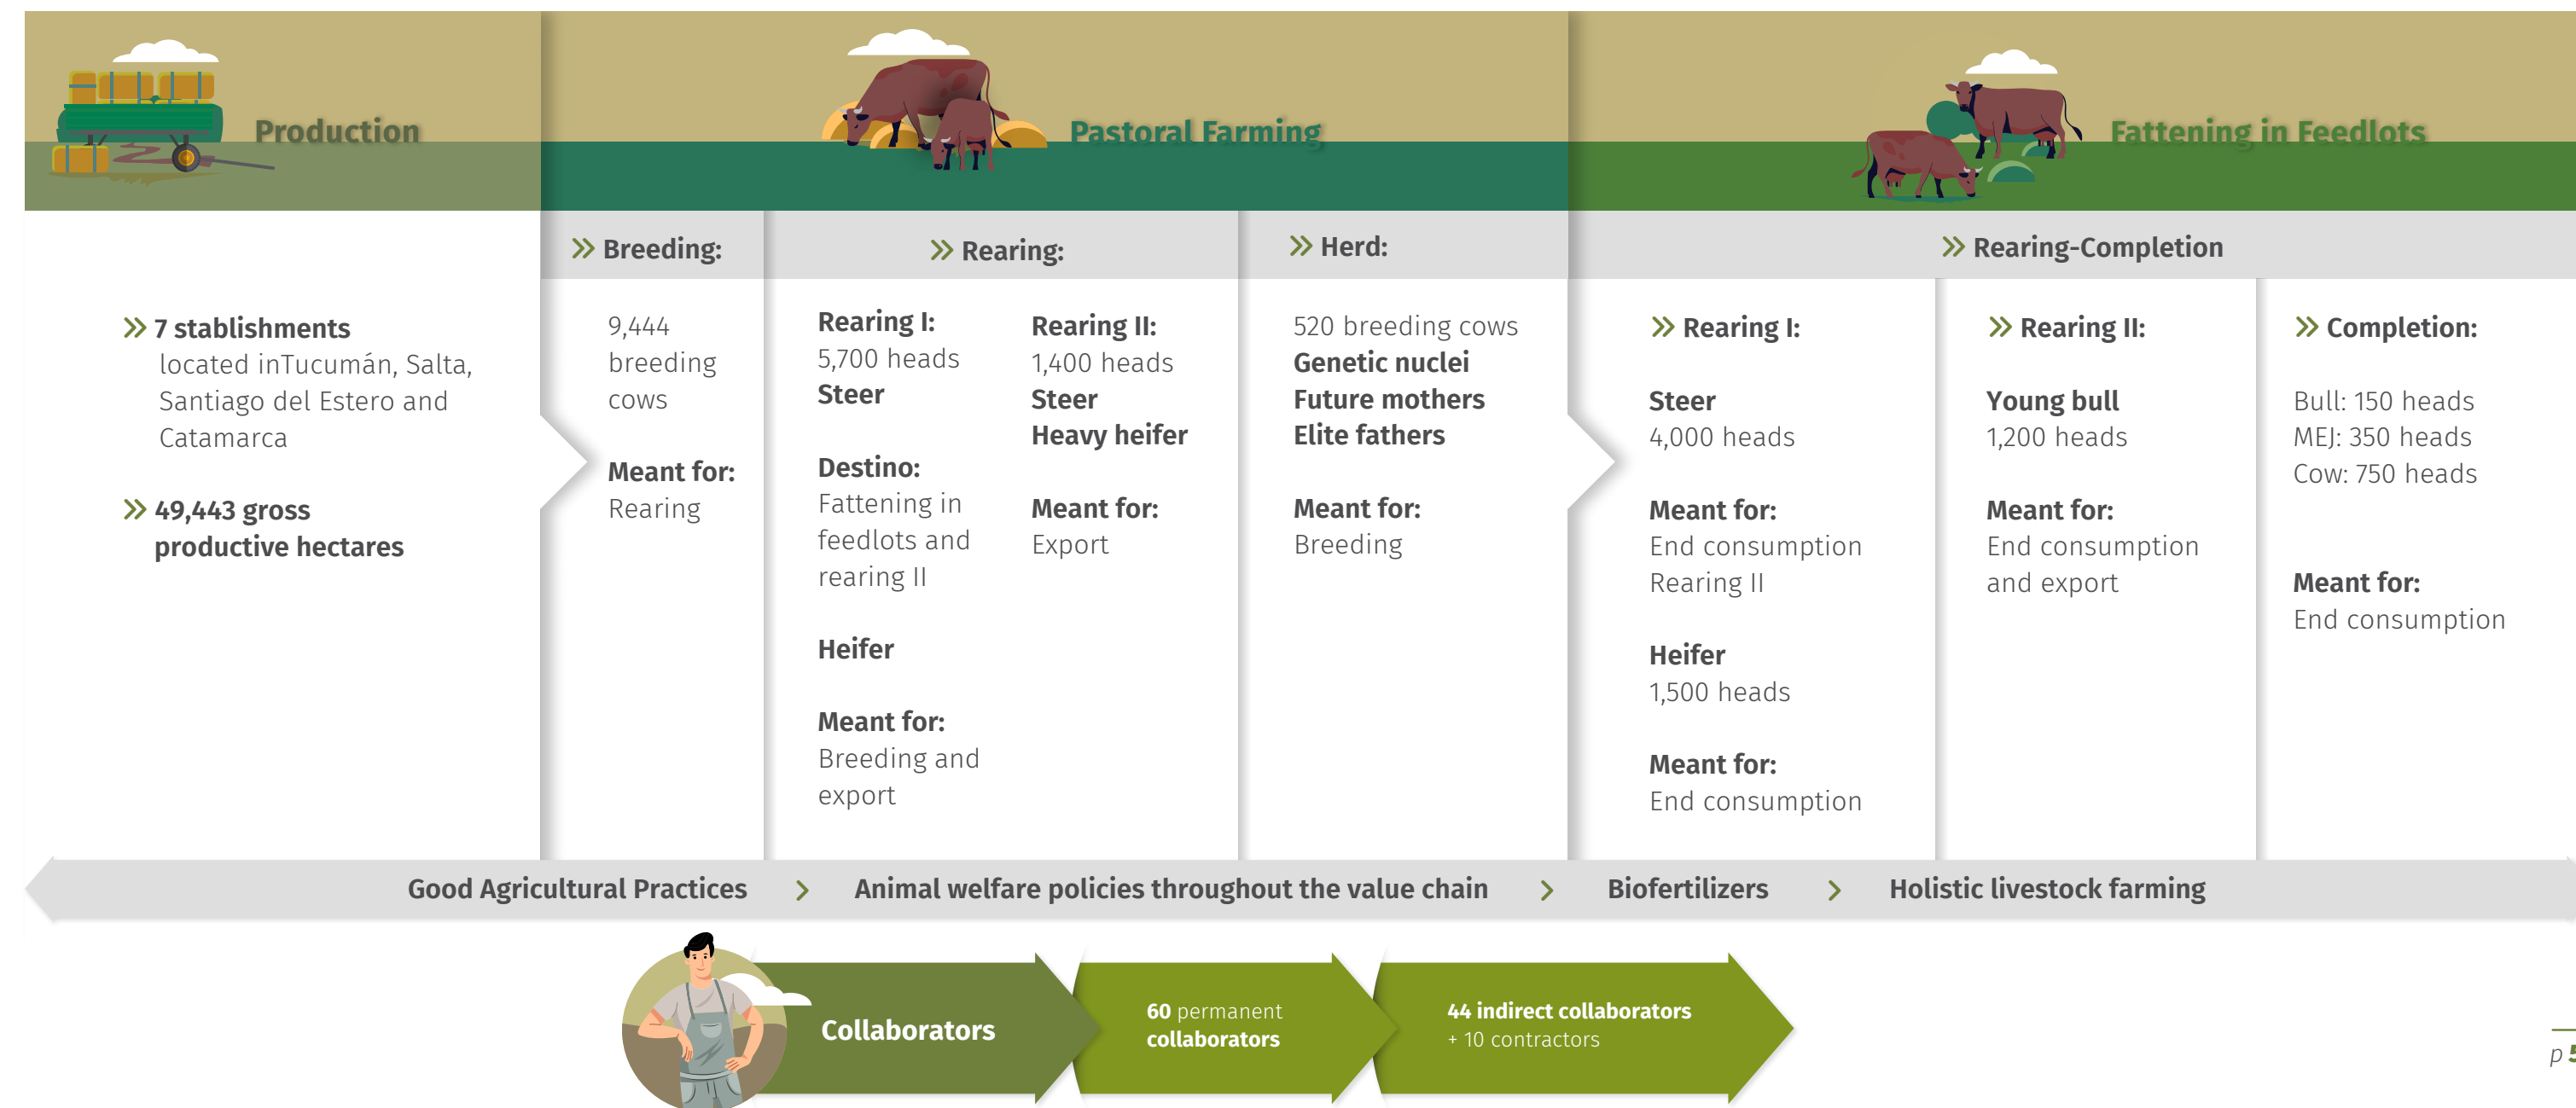 Production
Pastoral Farming
Fattening in Feedlots
7 stablishments
located inTucumán, Salta,
Santiago del Estero and
Catamarca
49,443 gross
productive hectares
Breeding:
9,444
breeding
cows
Meant for:
Rearing
Rearing:
Rearing I:
5,700 heads
Steer
Destino:
Fattening in
feedlots and
rearing II
Heifer
Meant for:
Breeding and
export
Rearing II:
1,400 heads
Steer
Heavy heifer
Meant for:
Export
Herd:
520 breeding cows
Genetic nuclei
Future mothers
Elite fathers
Meant for:
Breeding
Rearing-Completion
Rearing I:
Steer
4,000 heads
Meant for:
End consumption
Rearing II
Heifer
1,500 heads
Meant for:
End consumption
Rearing II:
Young bull
1,200 heads
Meant for:
End consumption
and export
Completion:
Bull: 150 heads
MEJ: 350 heads
Cow: 750 heads
Meant for:
End consumption
Good Agricultural Practices > Animal welfare policies throughout the value chain > Biofertilizers > Holistic livestock farming
Collaborators
60 permanent
collaborators
44 indirect collaborators
+ 10 contractors
p